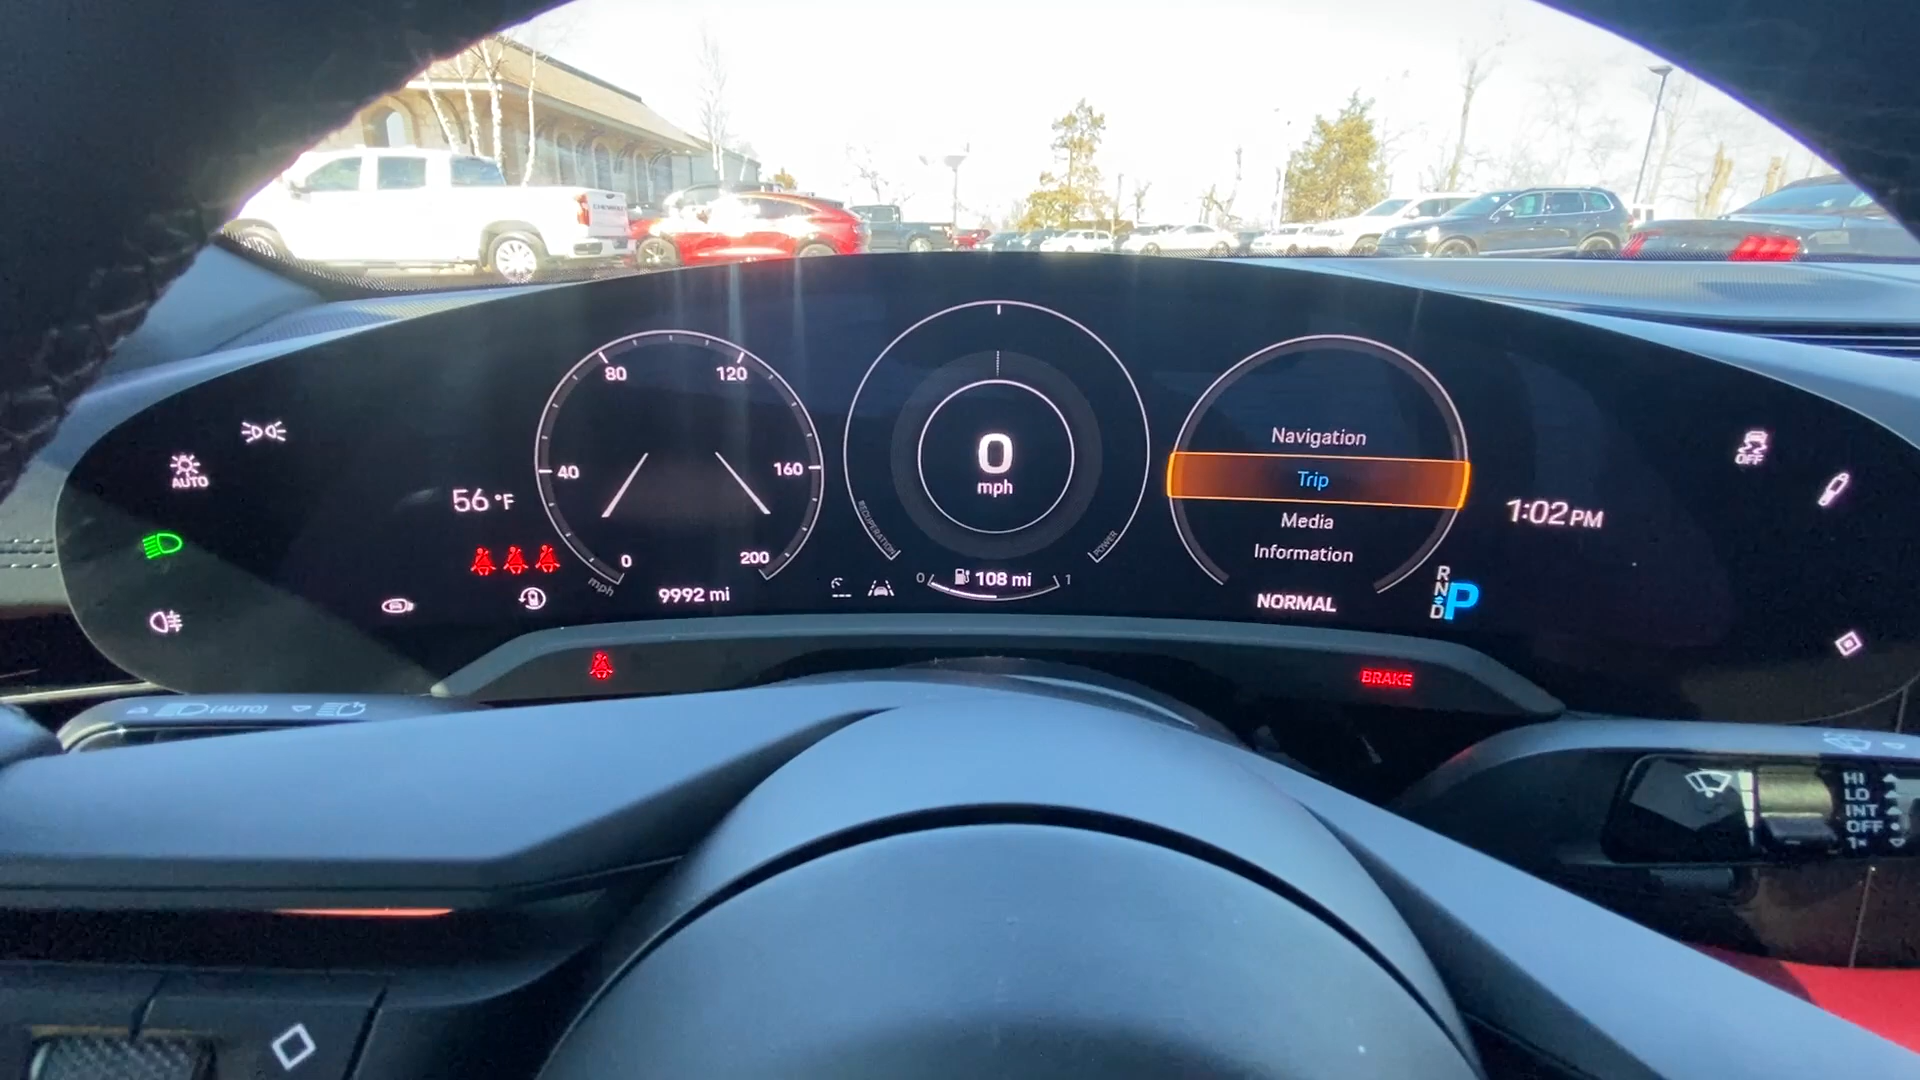 CHEVROLET
80
120
40
160
0
200
mph
9992 mi
AUTO
56 °F
0
mph
RECUPERATION
POWER
0
108 mi
1
Navigation
Trip
Media
Information
NORMAL
1:02 PM
R
N
D
P
OFF
BRAKE
(AUTO)
HI
LO
INT
OFF
1x